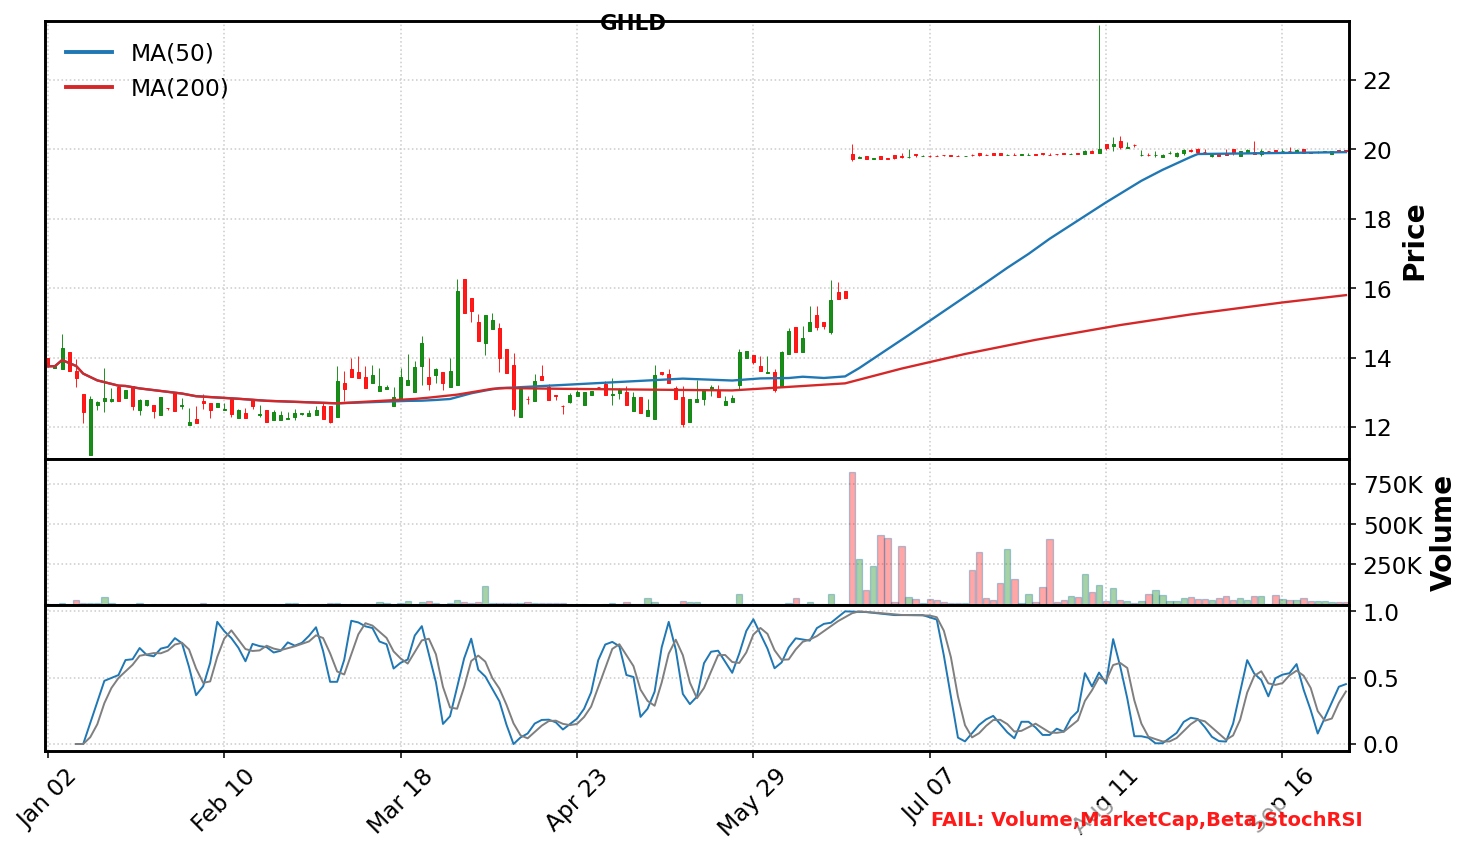 GHLD
MA(50)
MA(200)
22
20
18
16
14
12
Price
750K
500K
250K
Volume
1.0
0.5
0.0
Jan 02
Feb 10
Mar 18
Apr 23
May 29
Jul 07
Aug 11
Sep 16
FAIL: Volume,MarketCap,Beta,StochRSI